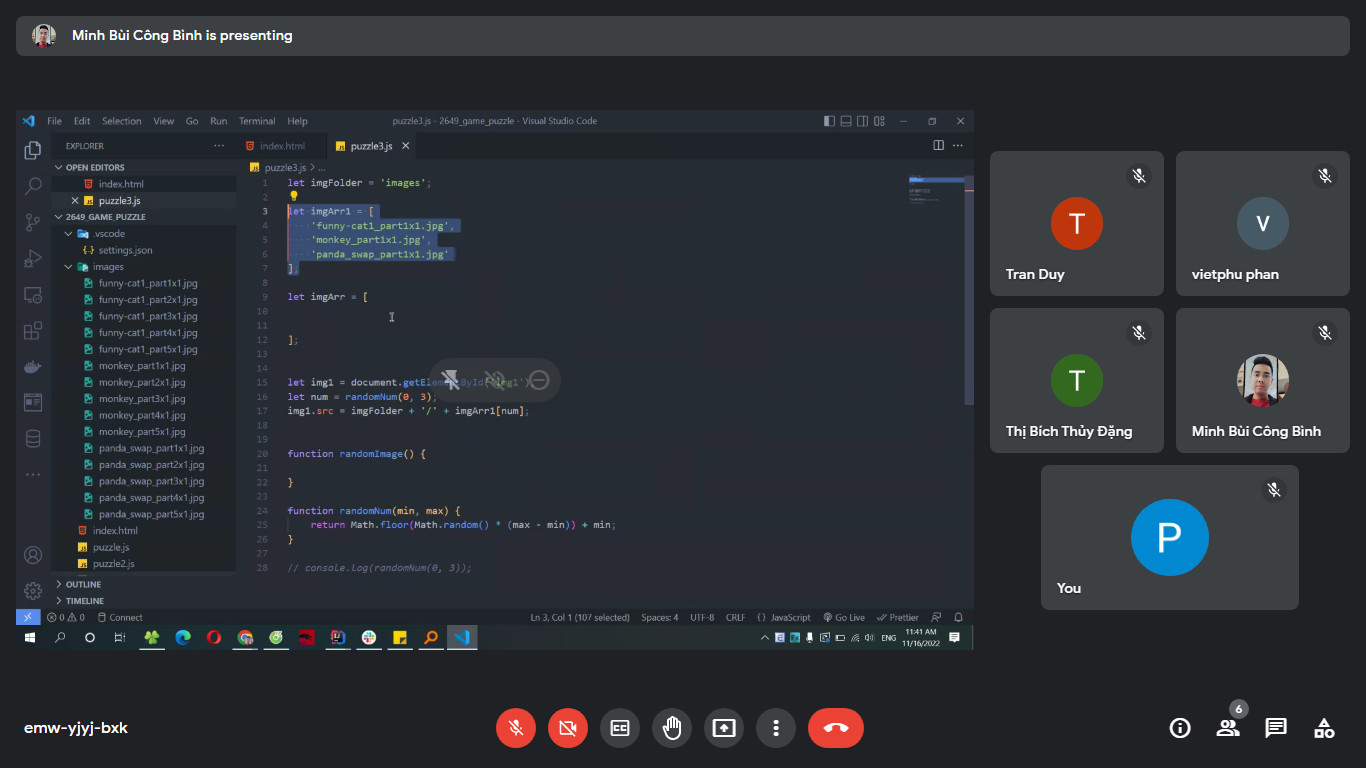 Minh Bùi Công Bình is presenting
File Edit Selection View Go Run Terminal Help
puzzle3.js - 2649_game_puzzle - Visual Studio Code
EXPLORER
OPEN EDITORS
index.html
puzzle3.js
2649_GAME_PUZZLE
.vscode
settings.json
images
funny-cat1_part1x1.jpg
funny-cat1_part2x1.jpg
funny-cat1_part3x1.jpg
funny-cat1_part4x1.jpg
funny-cat1_part5x1.jpg
monkey_part1x1.jpg
monkey_part2x1.jpg
monkey_part3x1.jpg
monkey_part4x1.jpg
monkey_part5x1.jpg
panda_swap_part1x1.jpg
panda_swap_part2x1.jpg
panda_swap_part3x1.jpg
panda_swap_part4x1.jpg
panda_swap_part5x1.jpg
index.html
puzzle.js
puzzle2.js
OUTLINE
TIMELINE
index.html
puzzle3.js
puzzle3.js > ...
1 let imgFolder = 'images';
2
3 let imgArr1 = [
4 'funny-cat1_part1x1.jpg',
5 'monkey_part1x1.jpg',
6 'panda_swap_part1x1.jpg'
7 ];
8
9 let imgArr = [
10
11
12 ];
13
14
15 let img1 = document.getElementById('img1')
16 let num = randomNum(0, 3);
17 img1.src = imgFolder + '/' + imgArr1[num];
18
19
20 function randomImage() {
21
22 }
23
24 function randomNum(min, max) {
25 return Math.floor(Math.random() * (max - min)) + min;
26 }
27
28 // console.log(randomNum(0, 3));
0 0 Connect
Ln 3, Col 1 (107 selected) Spaces: 4 UTF-8 CRLF {} JavaScript Go Live Prettier
ENG
11:41 AM
11/16/2022
T
Tran Duy
V
vietphu phan
T
Thị Bích Thủy Đặng
Minh Bùi Công Bình
P
You
emw-yjyj-bxk
6